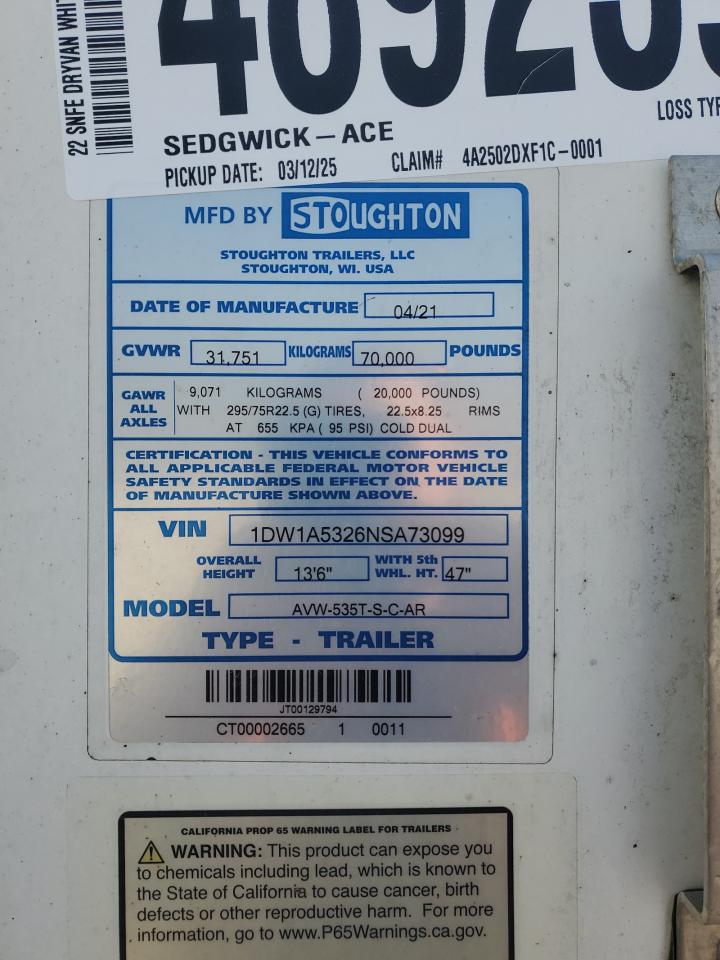 22 SNFE DRYVAN
SEDGWICK-ACE
LOSS
PICKUP DATE: 03/12/25 CLAIM# 4A2502DXF1C-0001
MFD BY STOUGHTON
STOUGHTON TRAILERS, LLC
STOUGHTON, WI. USA
DATE OF MANUFACTURE 04/21
GVWR 31,751 KILOGRAMS 70,000 POUNDS
GAWR ALL AXLES
9,071 KILOGRAMS ( 20,000 POUNDS)
WITH 295/75R22.5 (G) TIRES, 22.5x8.25 RIMS
AT 655 KPA ( 95 PSI) COLD DUAL
CERTIFICATION - THIS VEHICLE CONFORMS TO
ALL APPLICABLE FEDERAL MOTOR VEHICLE
SAFETY STANDARDS IN EFFECT ON THE DATE
OF MANUFACTURE SHOWN ABOVE.
VIN 1DW1A5326NSA73099
OVERALL HEIGHT 13'6" WITH 5th WHL. HT. 47"
MODEL AVW-535T-S-C-AR
TYPE - TRAILER
JT00129794
CT00002665 1 0011
CALIFORNIA PROP 65 WARNING LABEL FOR TRAILERS
WARNING: This product can expose you
to chemicals including lead, which is known to
the State of California to cause cancer, birth
defects or other reproductive harm. For more
information, go to www.P65Warnings.ca.gov.